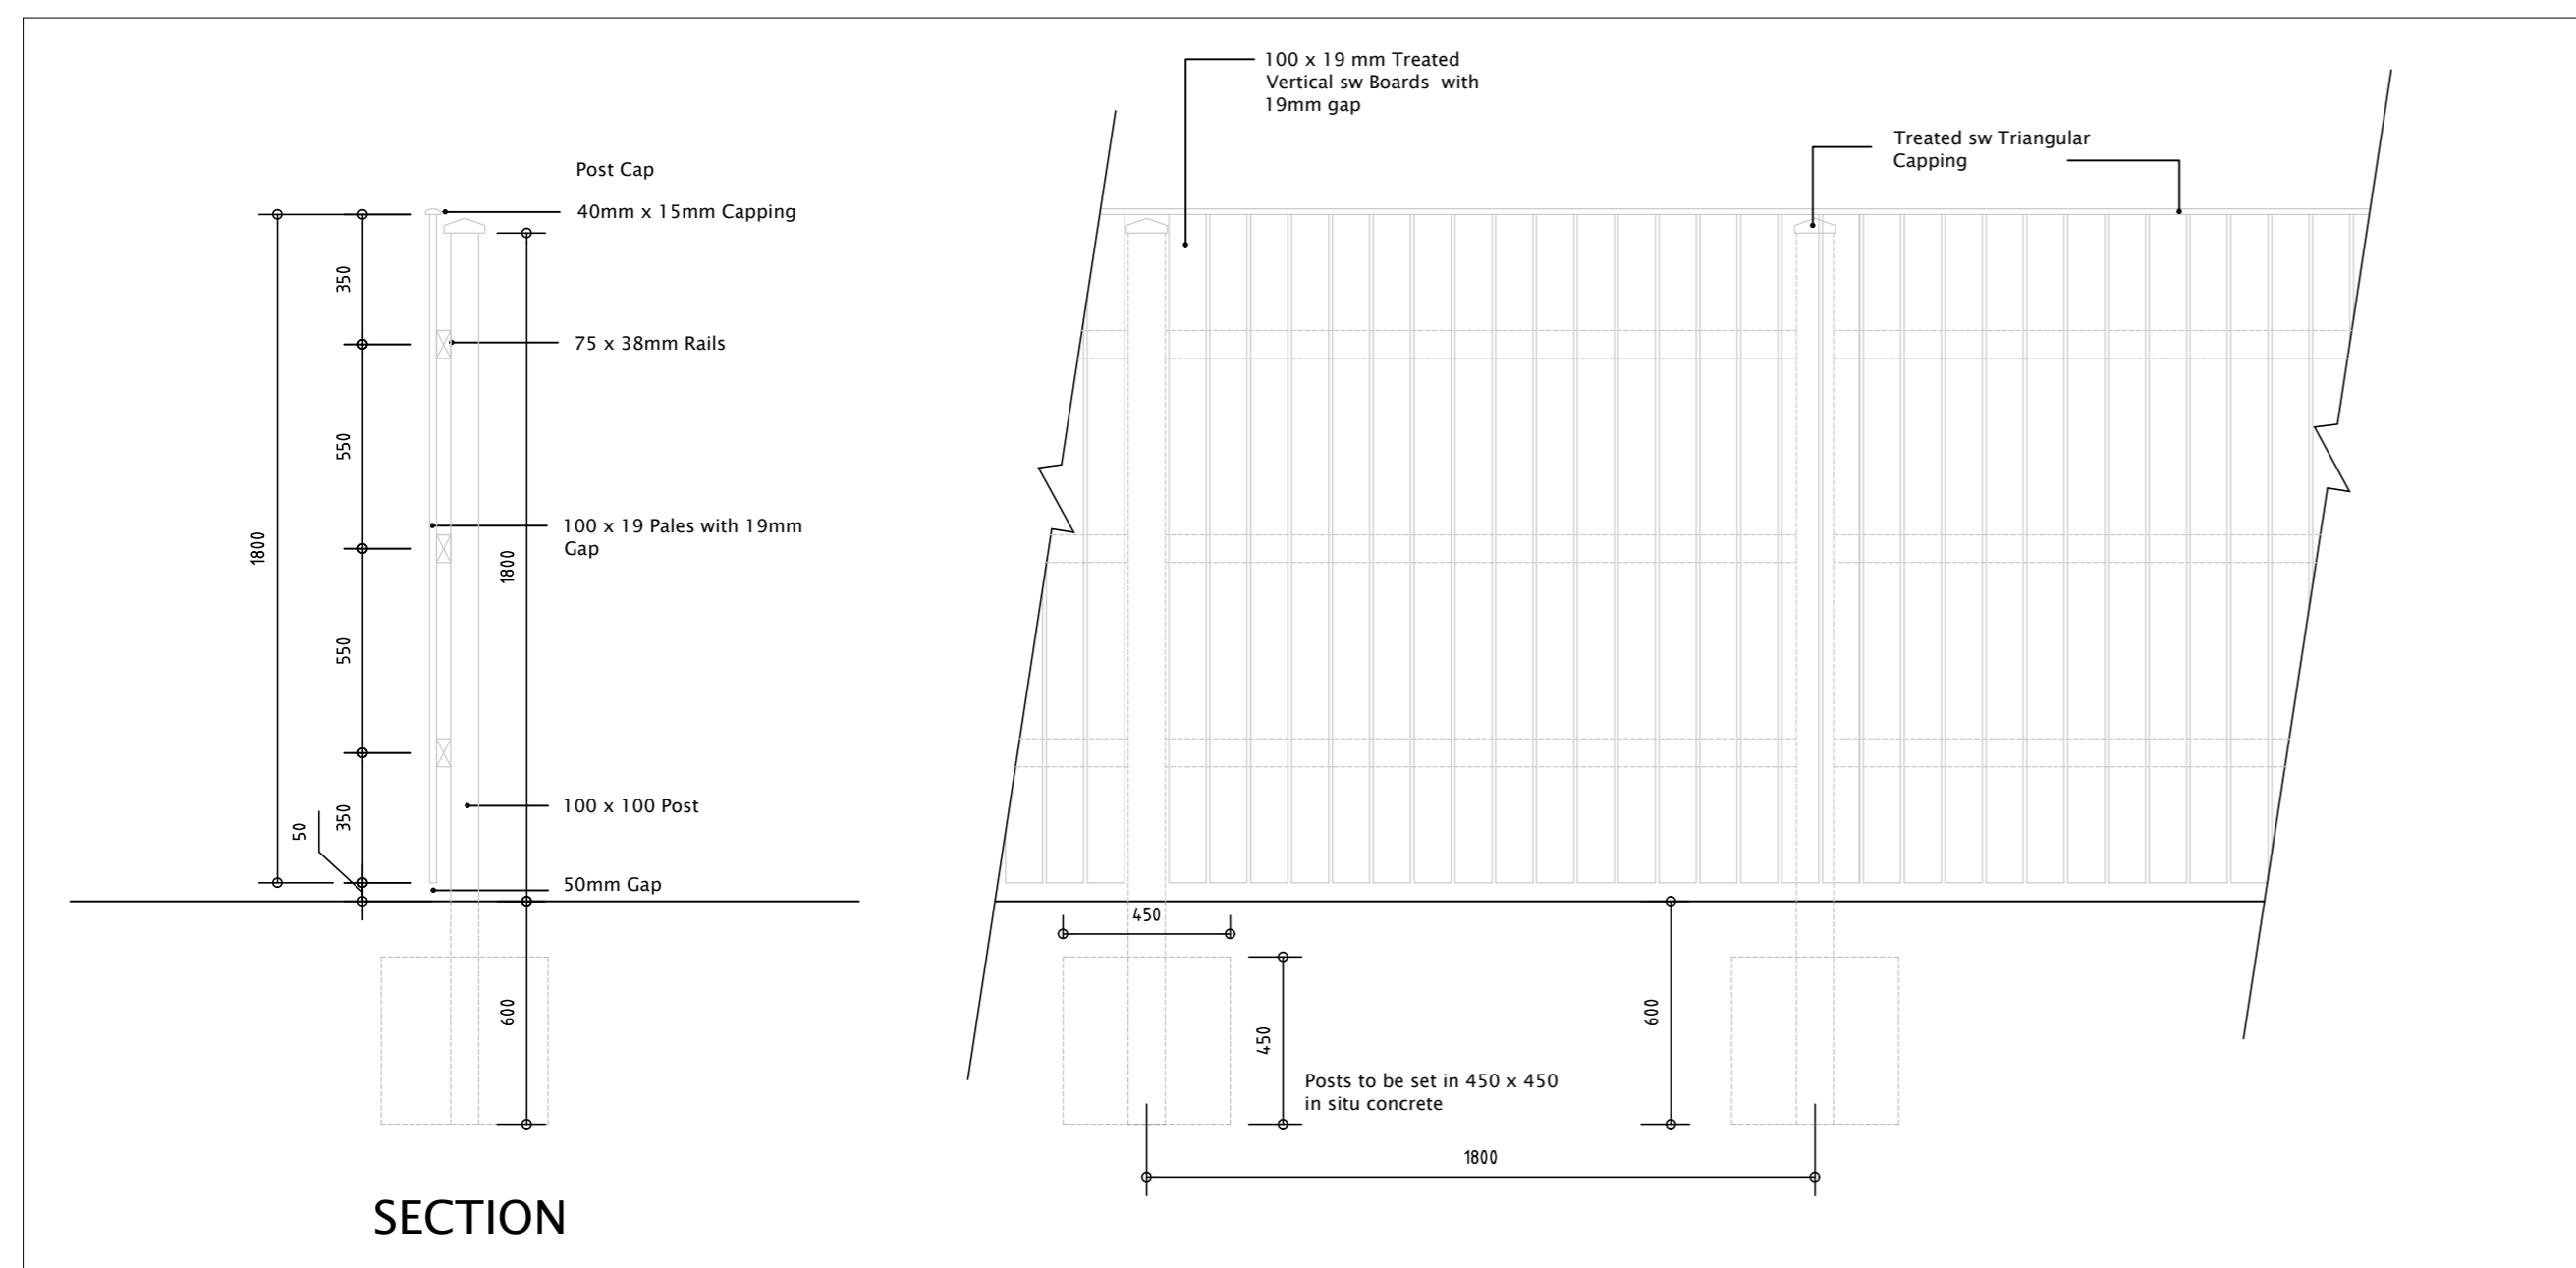 Post Cap
40mm x 15mm Capping
350
75 x 38mm Rails
550
1800
100 x 19 Pales with 19mm
Gap
1800
550
100 x 100 Post
350
50
50mm Gap
600
SECTION
100 x 19 mm Treated
Vertical sw Boards with
19mm gap
Treated sw Triangular
Capping
450
450
600
Posts to be set in 450 x 450
in situ concrete
1800